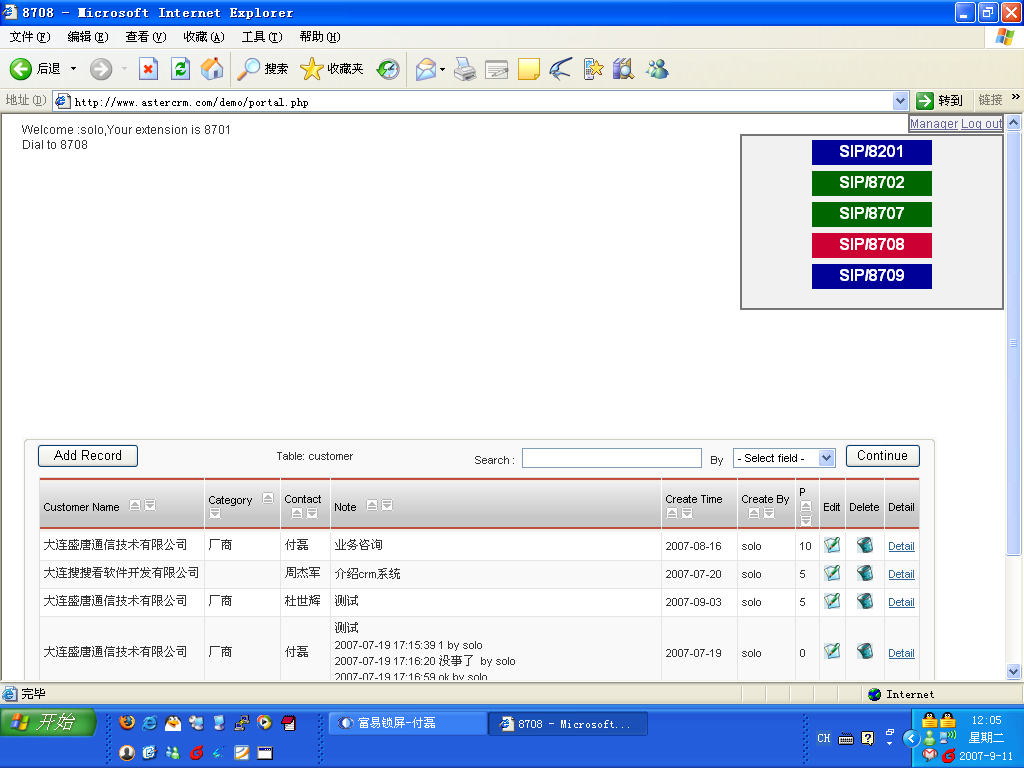 8708 - Microsoft Internet Explorer
文件(F) 编辑(E) 查看(V) 收藏(A) 工具(T) 帮助(H)
后退 搜索 收藏夹
地址(D) http://www.astercrm.com/demo/portal.php 转到 链接 »
Welcome :solo,Your extension is 8701
Dial to 8708
Manager Log out
SIP/8201
SIP/8702
SIP/8707
SIP/8708
SIP/8709
Add Record Table: customer Search : By - Select field - Continue
Customer Name Category Contact Note Create Time Create By P Edit Delete Detail
大连盛唐通信技术有限公司 厂商 付磊 业务咨询 2007-08-16 solo 10 Detail
大连搜搜看软件开发有限公司 周杰军 介绍crm系统 2007-07-20 solo 5 Detail
大连盛唐通信技术有限公司 厂商 杜世辉 测试 2007-09-03 solo 5 Detail
大连盛唐通信技术有限公司 厂商 付磊 测试 2007-07-19 solo 0 Detail
2007-07-19 17:15:39 1 by solo
2007-07-19 17:16:20 没亊了 by solo
2007-07-19 17:16:59 ok by solo
完毕 Internet
开始 富易锁屏-付磊 8708 - Microsoft...
CH
12:05
星期二
2007-9-11